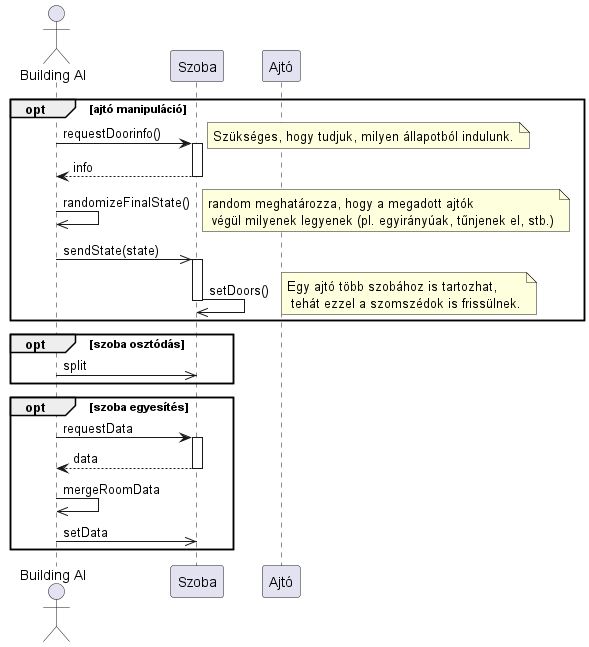 Building AI
Szoba
Ajtó
opt [ajtó manipuláció]
requestDoorinfo()
Szükséges, hogy tudjuk, milyen állapotból indulunk.
info
randomizeFinalState()
random meghatározza, hogy a megadott ajtók
végül milyenek legyenek (pl. egyirányúak, tűnjenek el, stb.)
sendState(state)
setDoors()
Egy ajtó több szobához is tartozhat,
tehát ezzel a szomszédok is frissülnek.
opt [szoba osztódás]
split
opt [szoba egyesítés]
requestData
data
mergeRoomData
setData
Building AI
Szoba
Ajtó